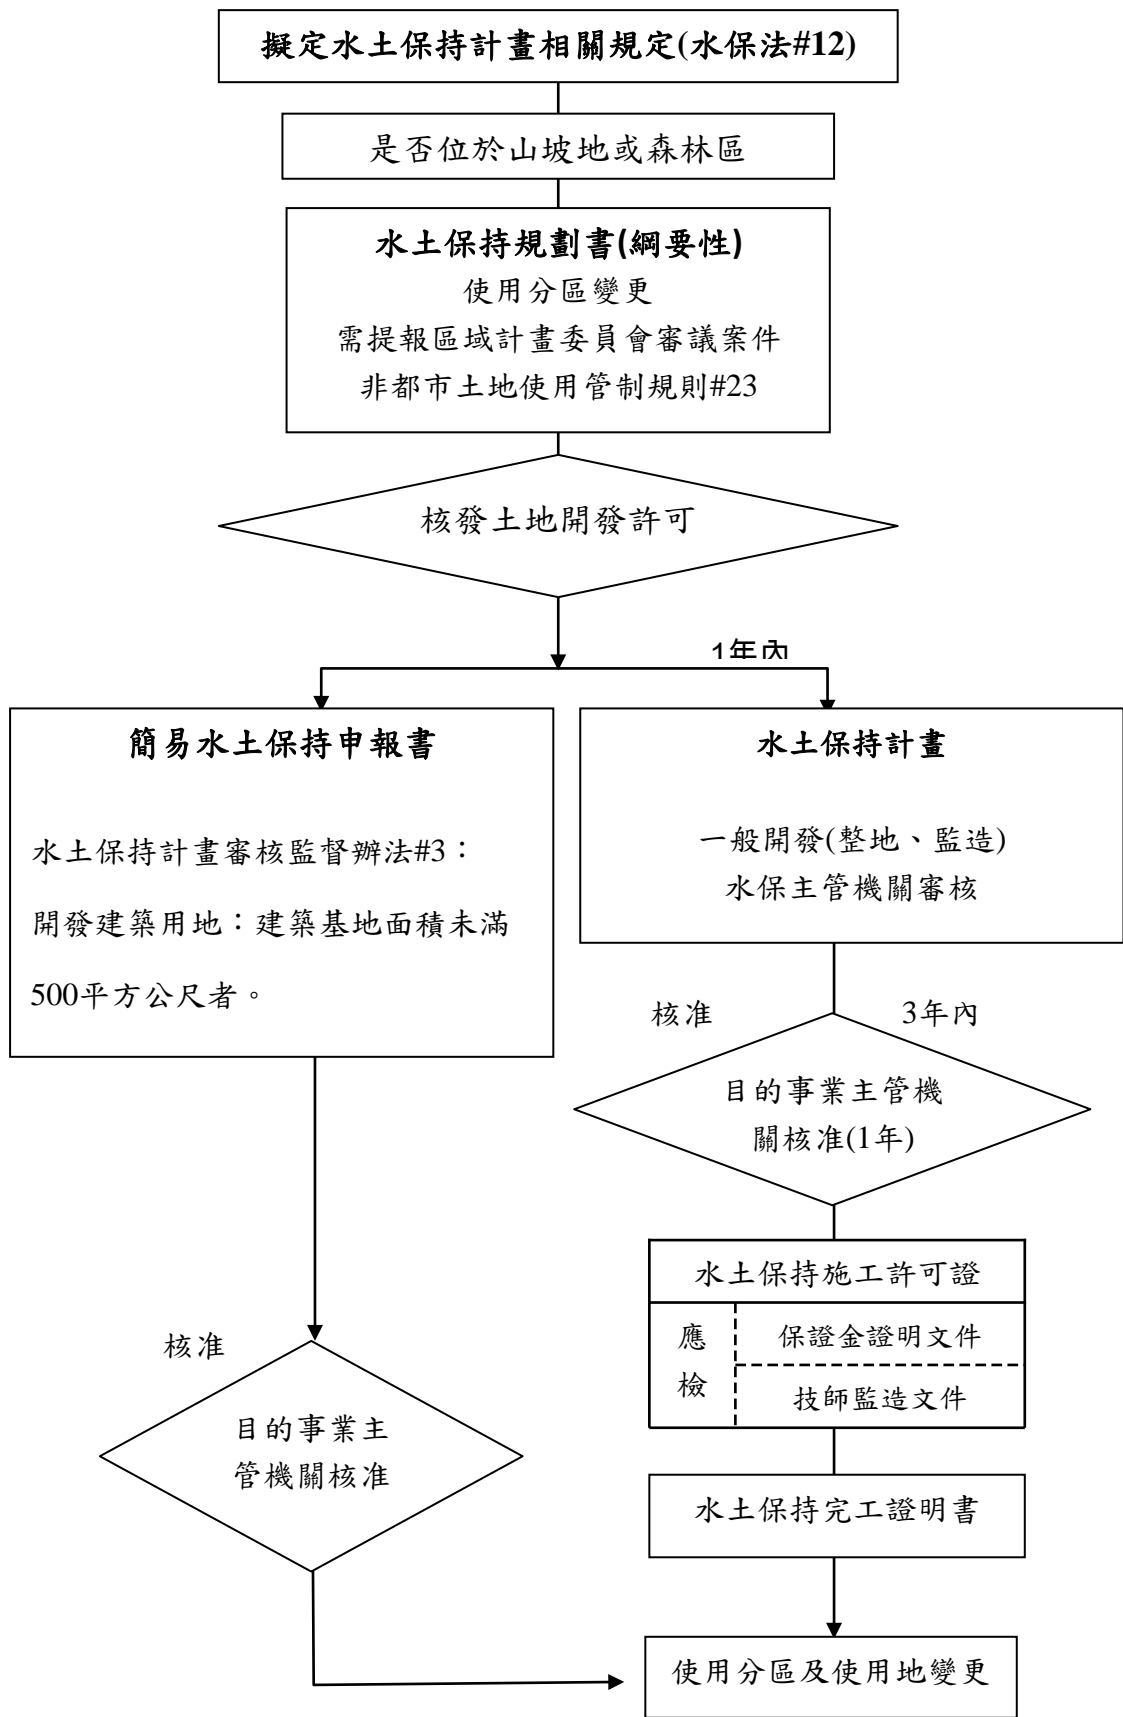 擬定水土保持計畫相關規定(水保法#12)
是否位於山坡地或森林區
水土保持規劃書(綱要性)
使用分區變更
需提報區域計畫委員會審議案件
非都市土地使用管制規則#23
核發土地開發許可
1年內
簡易水土保持申報書
水土保持計畫審核監督辦法#3：
開發建築用地：建築基地面積未滿
500平方公尺者。
水土保持計畫
一般開發(整地、監造)
水保主管機關審核
核准
3年內
目的事業主管機
關核准(1年)
水土保持施工許可證
應
檢
保證金證明文件
技師監造文件
核准
目的事業主
管機關核准
水土保持完工證明書
使用分區及使用地變更